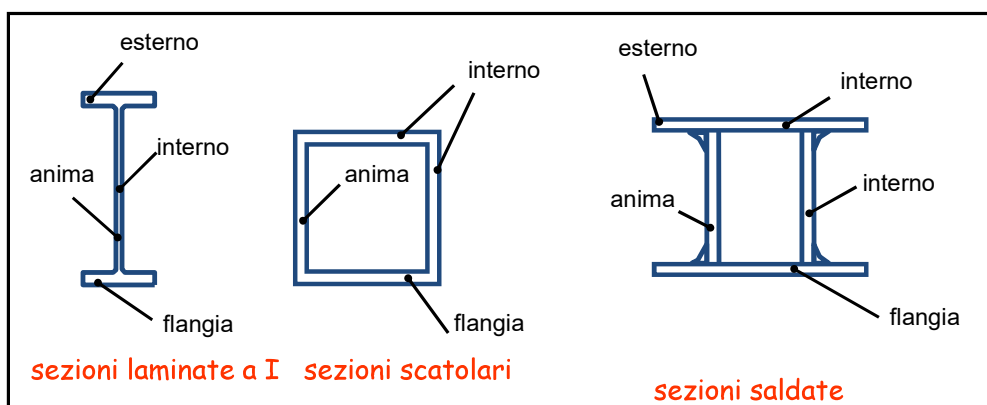 esterno
interno
anima
flangia
sezioni laminate a I
interno
anima
flangia
sezioni scatolari
esterno
interno
anima
interno
flangia
sezioni saldate